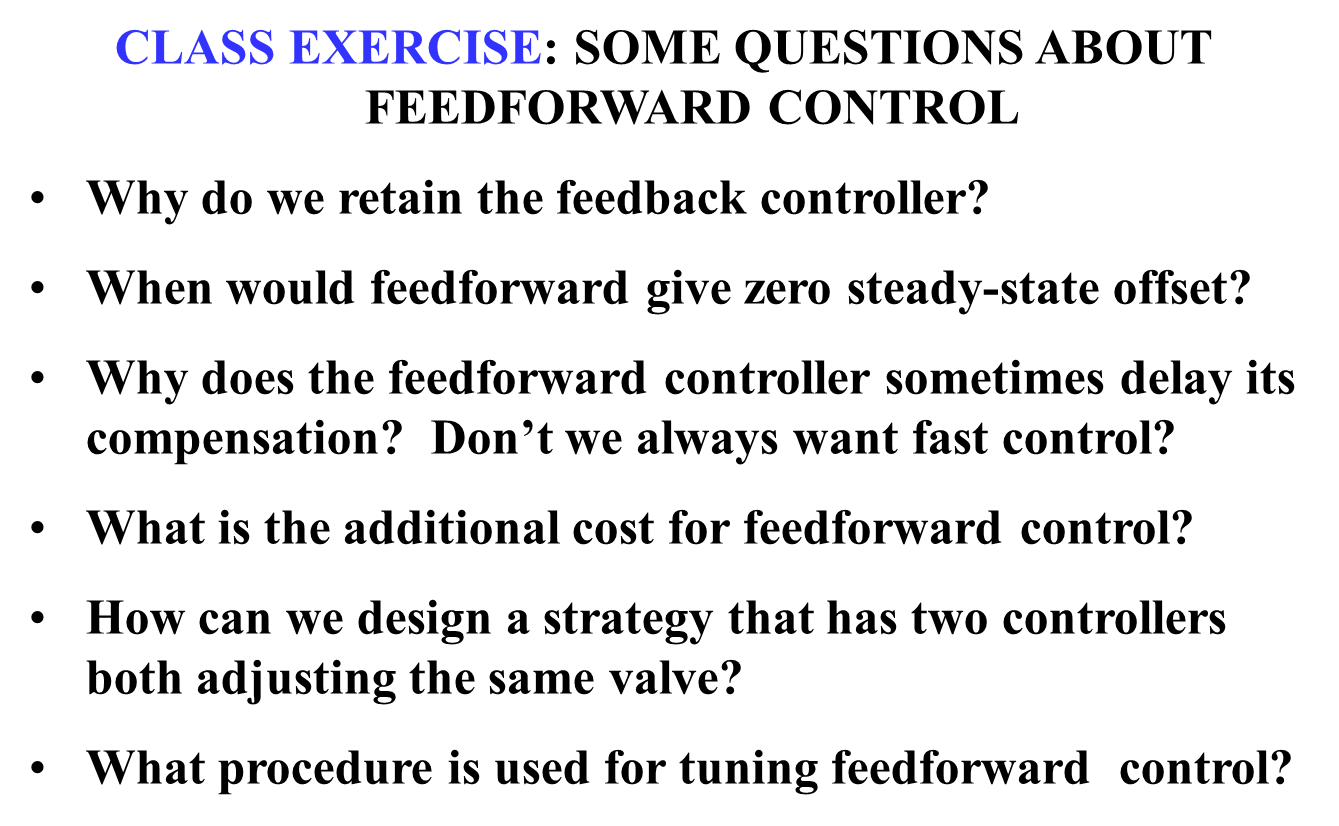 CLASS EXERCISE: SOME QUESTIONS ABOUT
FEEDFORWARD CONTROL
• Why do we retain the feedback controller?
• When would feedforward give zero steady-state offset?
• Why does the feedforward controller sometimes delay its
compensation? Don’t we always want fast control?
• What is the additional cost for feedforward control?
• How can we design a strategy that has two controllers
both adjusting the same valve?
• What procedure is used for tuning feedforward control?